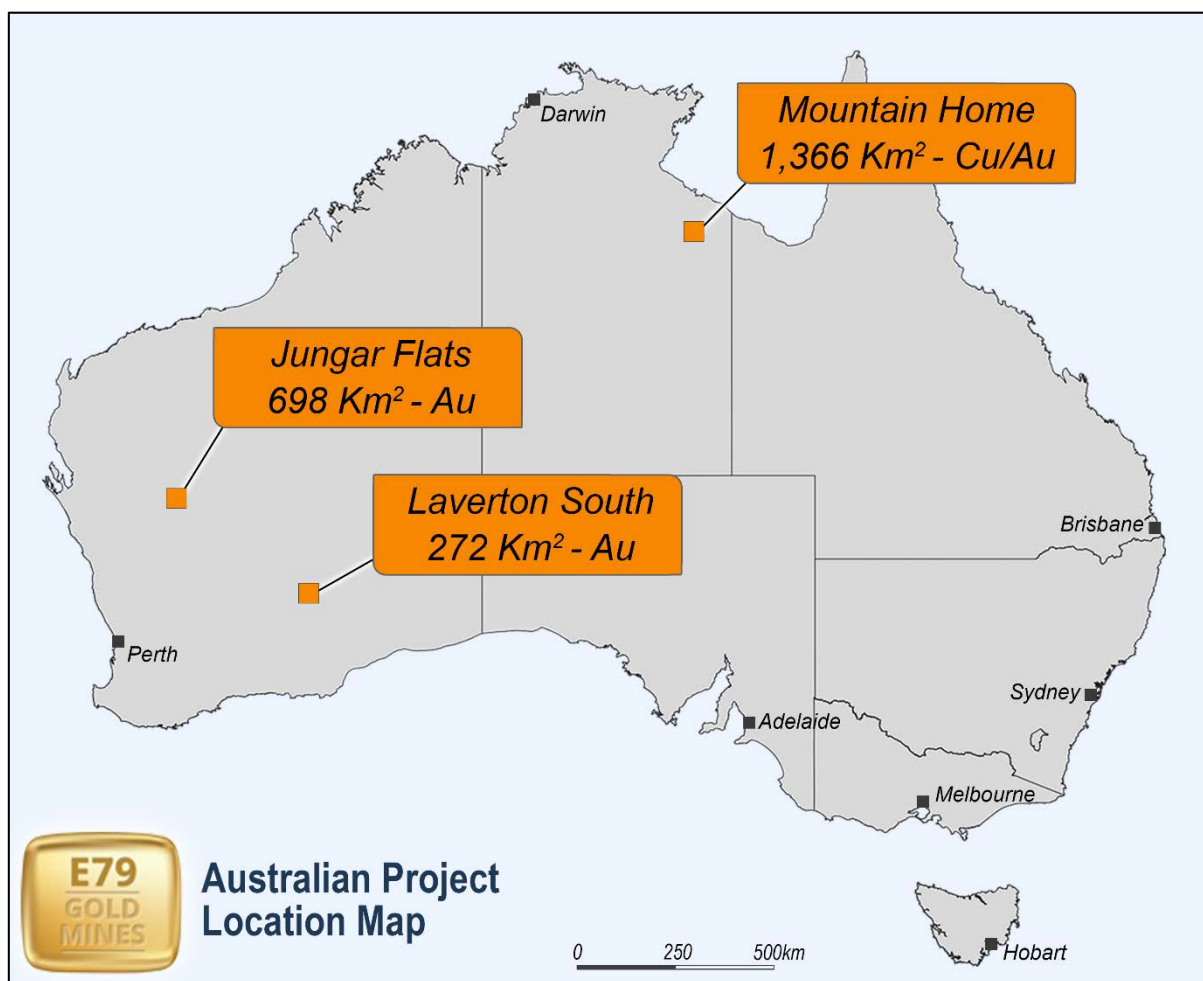 Darwin
Mountain Home
1,366 Km² - Cu/Au
Jungar Flats
698 Km² - Au
Laverton South
272 Km² - Au
Brisbane
Perth
Sydney
Adelaide
Melbourne
E79
GOLD
MINES
Australian Project
Location Map
0 250 500km
Hobart